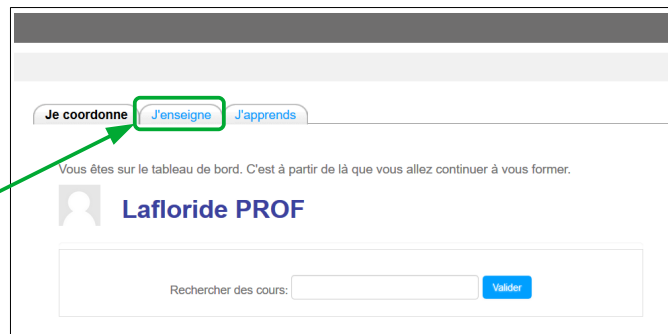 Je coordonne J'enseigne J'apprends
Vous êtes sur le tableau de bord. C'est à partir de là que vous allez continuer à vous former.
Lafloride PROF
Rechercher des cours: Valider